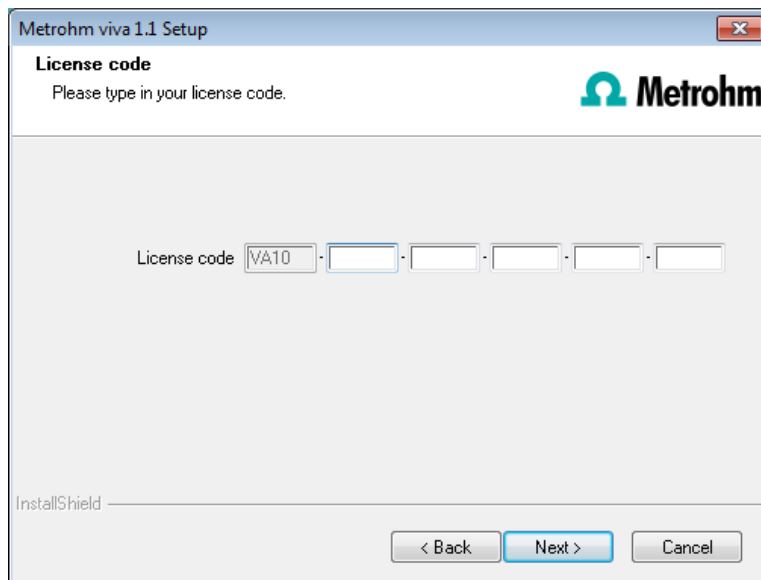 Metrohm viva 1.1 Setup
License code
Please type in your license code.
Metrohm
License code VA10 - - - - -
InstallShield
< Back Next > Cancel